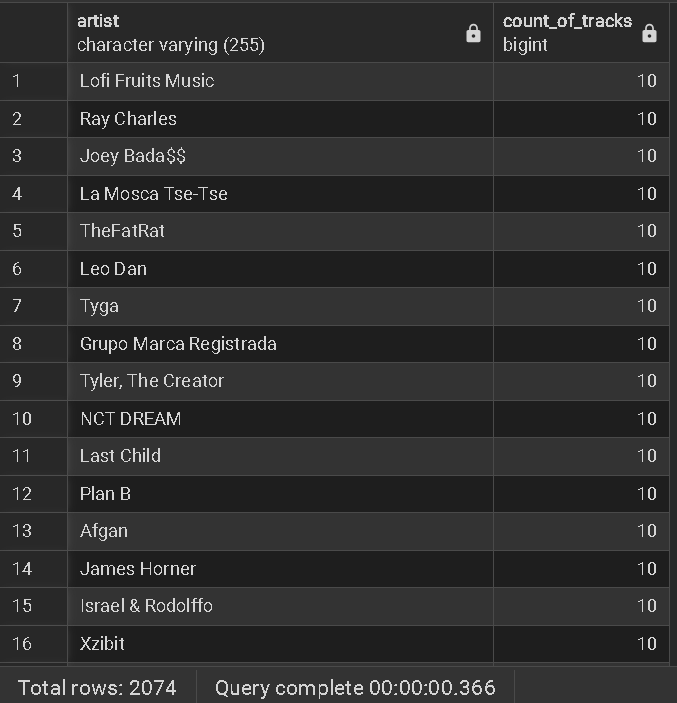 artist count_of_tracks
character varying (255) bigint
1 Lofi Fruits Music 10
2 Ray Charles 10
3 Joey Bada$$ 10
4 La Mosca Tse-Tse 10
5 TheFatRat 10
6 Leo Dan 10
7 Tyga 10
8 Grupo Marca Registrada 10
9 Tyler, The Creator 10
10 NCT DREAM 10
11 Last Child 10
12 Plan B 10
13 Afgan 10
14 James Horner 10
15 Israel & Rodolffo 10
16 Xzibit 10
Total rows: 2074 Query complete 00:00:00.366